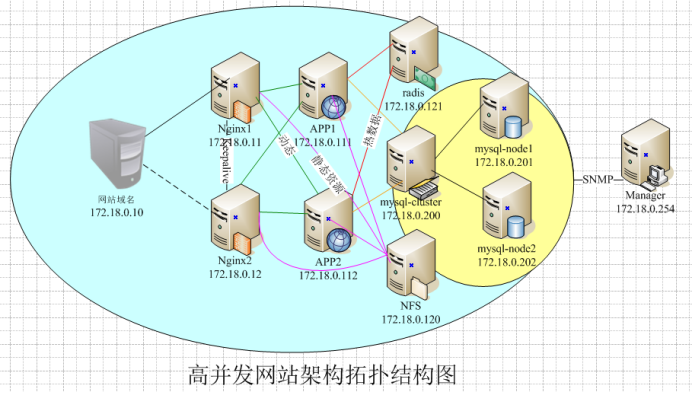 radis
172.18.0.121
Nginx1
172.18.0.11
APP1
172.18.0.111
mysql-node1
172.18.0.201
Keepalive
动态
静态资源
热数据
网站域名
172.18.0.10
mysql-cluster
172.18.0.200
SNMP
Manager
172.18.0.254
Nginx2
172.18.0.12
APP2
172.18.0.112
mysql-node2
172.18.0.202
NFS
172.18.0.120
高并发网站架构拓扑结构图